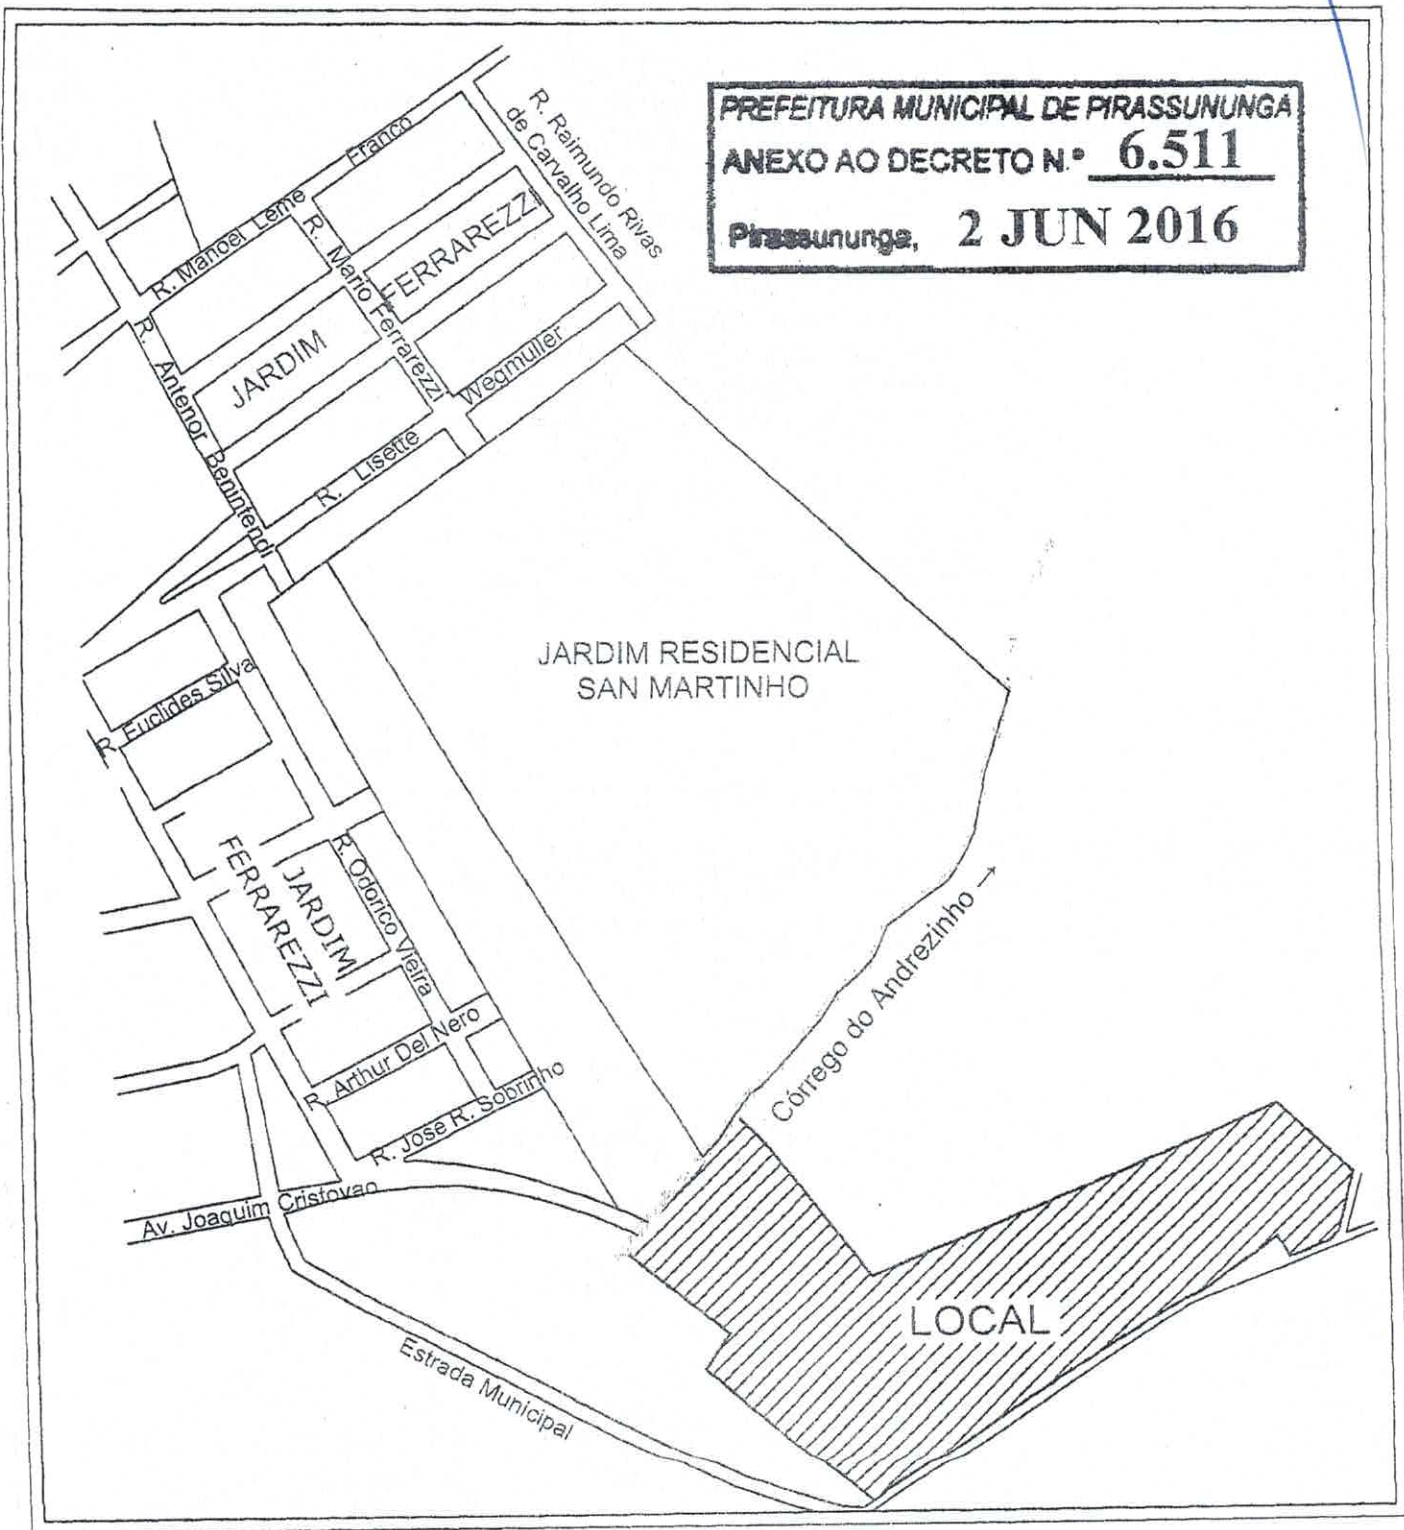 PREFEITURA MUNICIPAL DE PIRASSUNUNGA
ANEXO AO DECRETO N.º 6.511
Pirassununga, 2 JUN 2016
R. Raimundo Rivas
de Carvalho Lima
R. Manoel Leme Franco
R. Mario Ferrarezzi
JARDIM FERRAREZZI
R. Antenor Benintendi
R. Lisette Wegmuller
JARDIM RESIDENCIAL
SAN MARTINHO
R. Euclides Silva
JARDIM
FERRAREZZI
R. Odorico Vieira
Córrego do Andrezinho →
R. Arthur Del Nero
R. Jose R. Sobrinho
Av. Joaquim Cristovao
LOCAL
Estrada Municipal